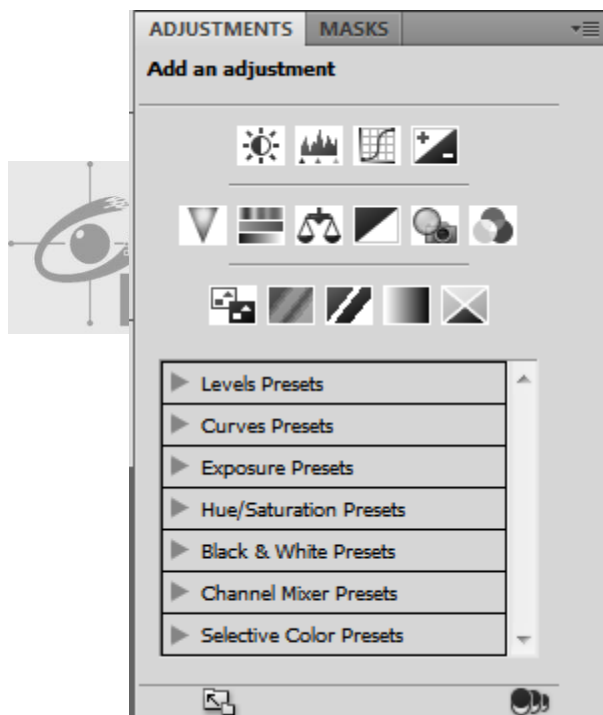 ADJUSTMENTS MASKS
Add an adjustment
Levels Presets
Curves Presets
Exposure Presets
Hue/Saturation Presets
Black & White Presets
Channel Mixer Presets
Selective Color Presets